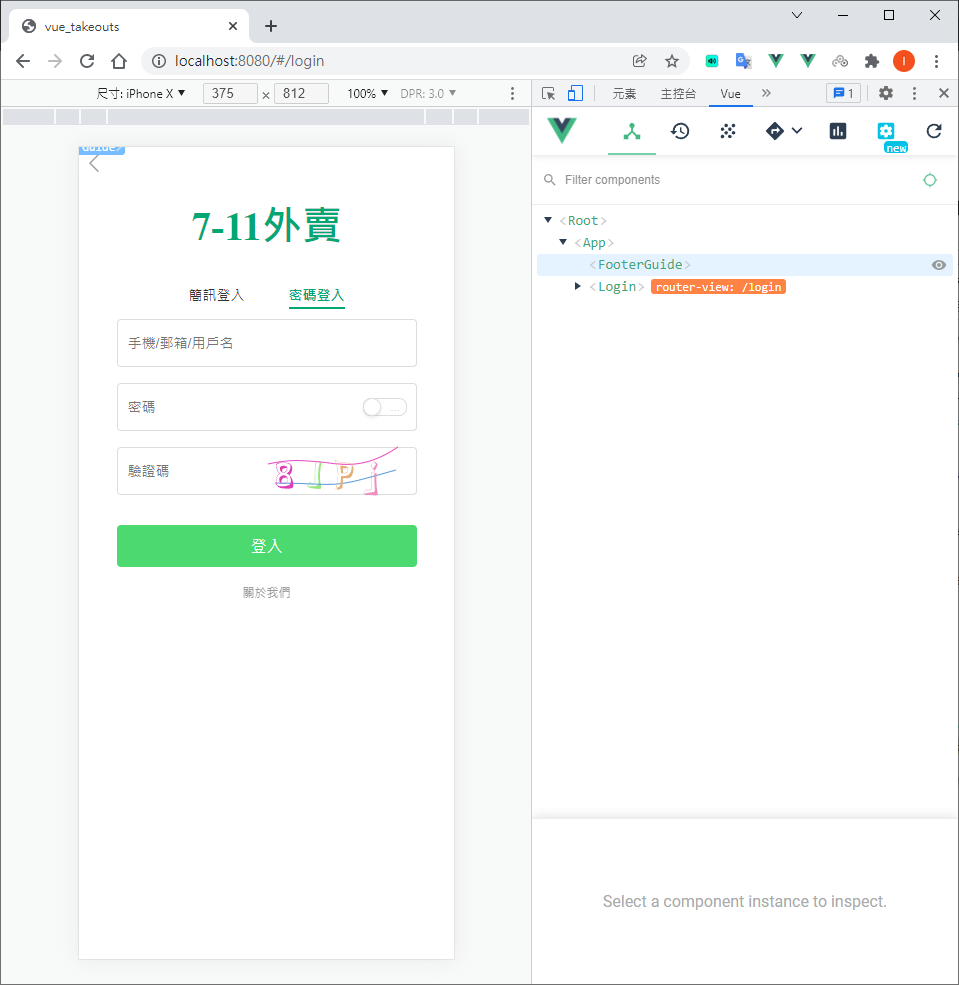 vue_takeouts
localhost:8080/#/login
尺寸: iPhone X ▼ 375 × 812 100% ▼ DPR: 3.0 ▼
元素 主控台 Vue » 1
new
Filter components
<Root>
<App>
<FooterGuide>
<Login> router-view: /login
Select a component instance to inspect.
7-11外賣
簡訊登入 密碼登入
手機/郵箱/用戶名
密碼 ...
驗證碼
登入
關於我們